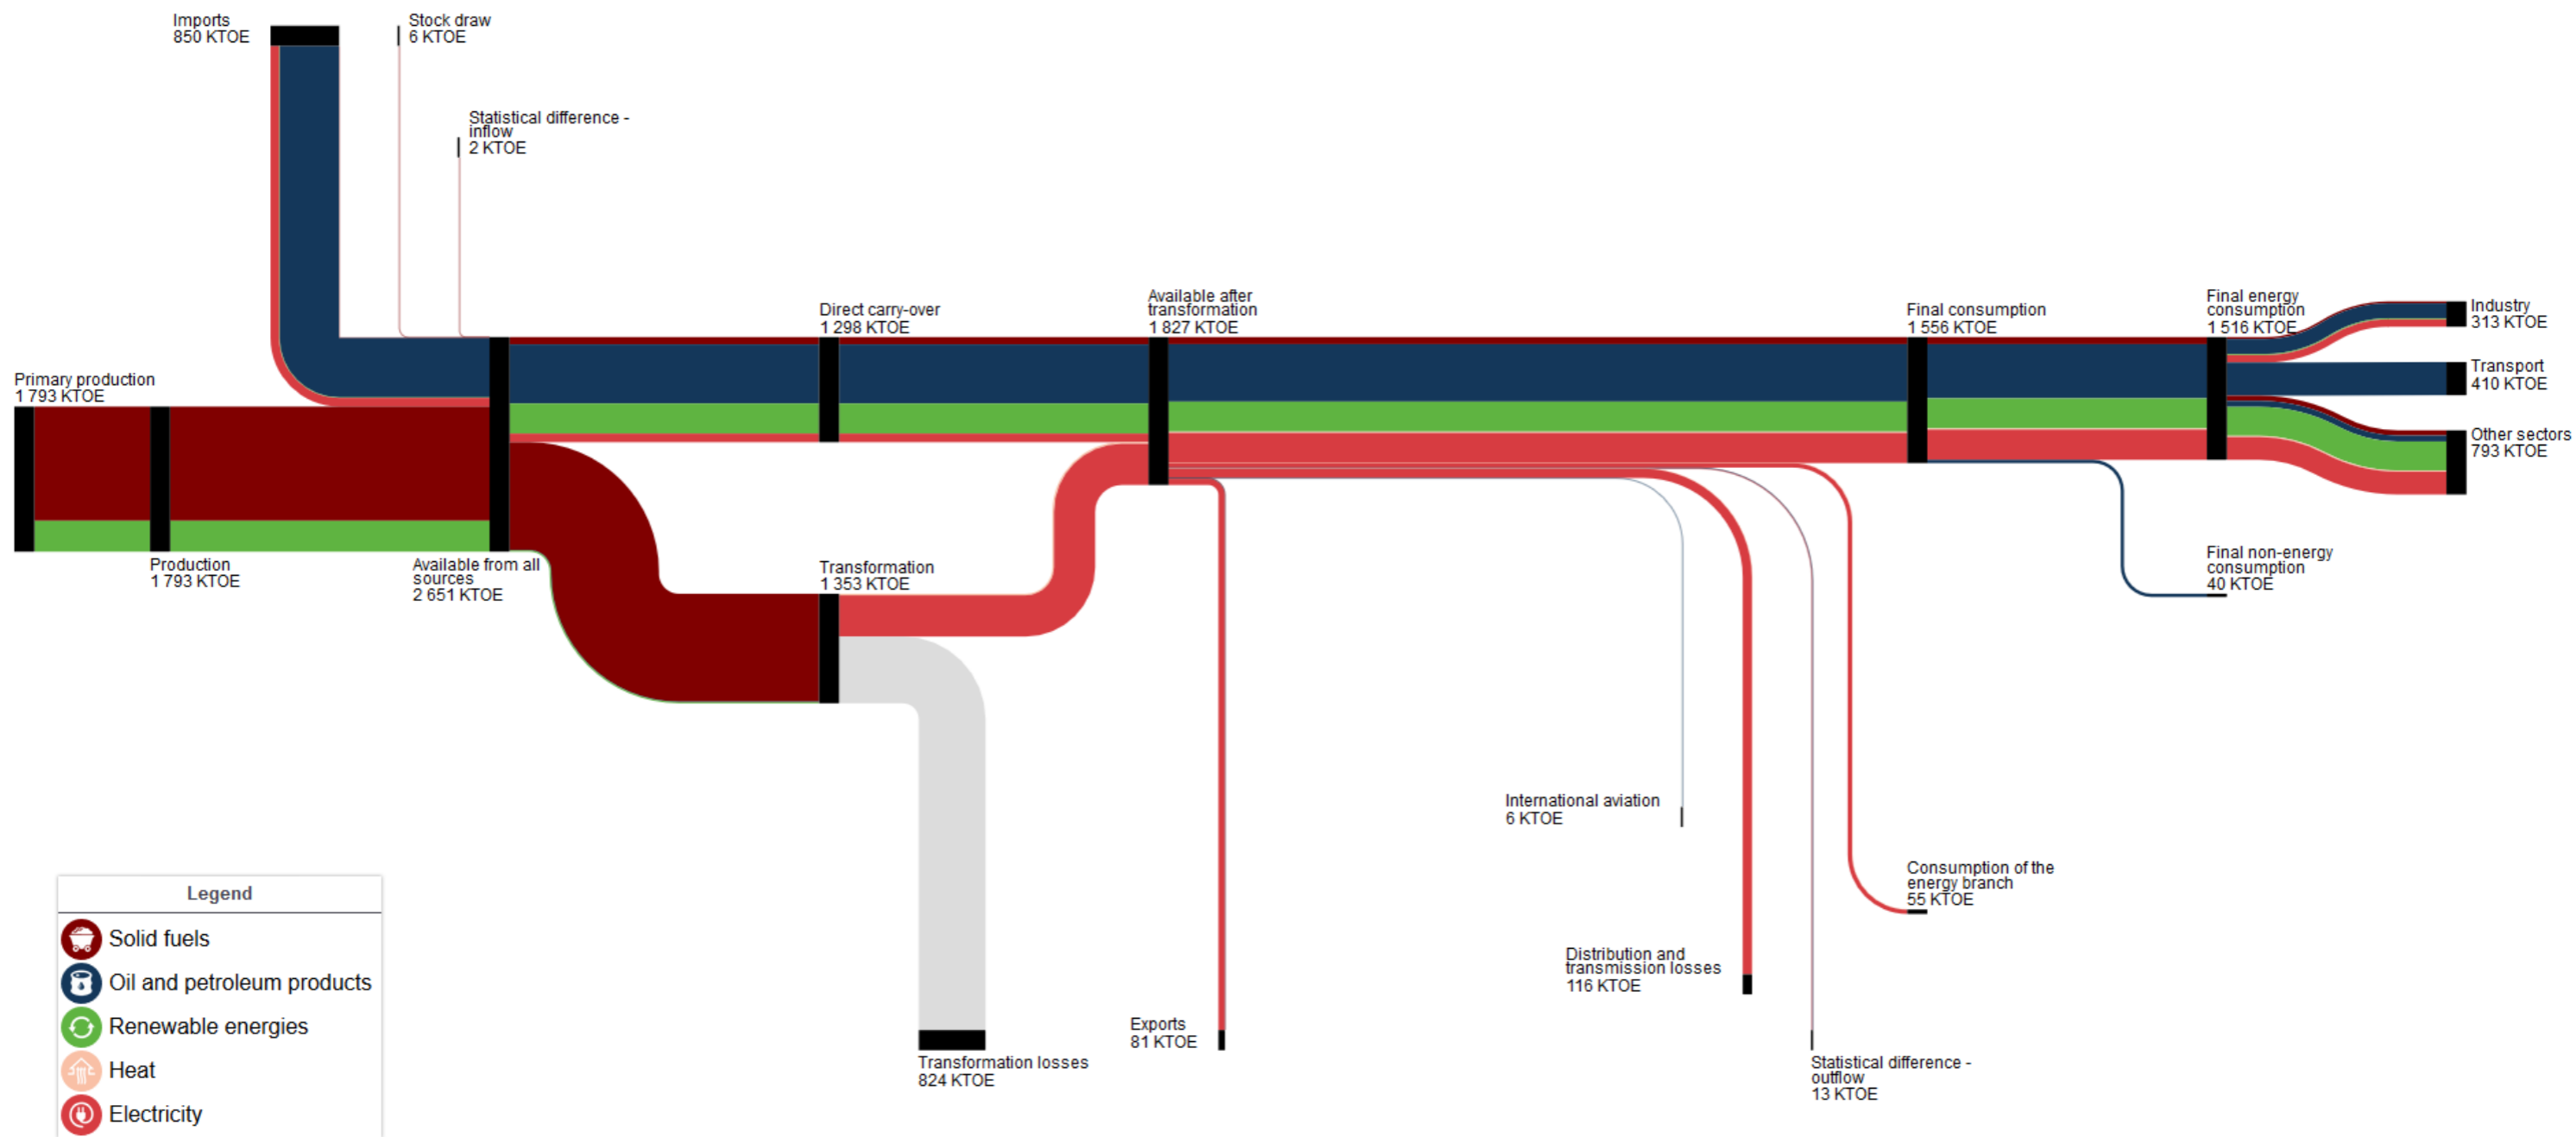 Imports
850 KTOE
Stock draw
6 KTOE
Statistical difference -
inflow
2 KTOE
Primary production
1 793 KTOE
Production
1 793 KTOE
Available from all
sources
2 651 KTOE
Direct carry-over
1 298 KTOE
Transformation
1 353 KTOE
Available after
transformation
1 827 KTOE
Transformation losses
824 KTOE
Exports
81 KTOE
International aviation
6 KTOE
Distribution and
transmission losses
116 KTOE
Statistical difference -
outflow
13 KTOE
Consumption of the
energy branch
55 KTOE
Final consumption
1 556 KTOE
Final energy
consumption
1 516 KTOE
Final non-energy
consumption
40 KTOE
Industry
313 KTOE
Transport
410 KTOE
Other sectors
793 KTOE
Legend
Solid fuels
Oil and petroleum products
Renewable energies
Heat
Electricity